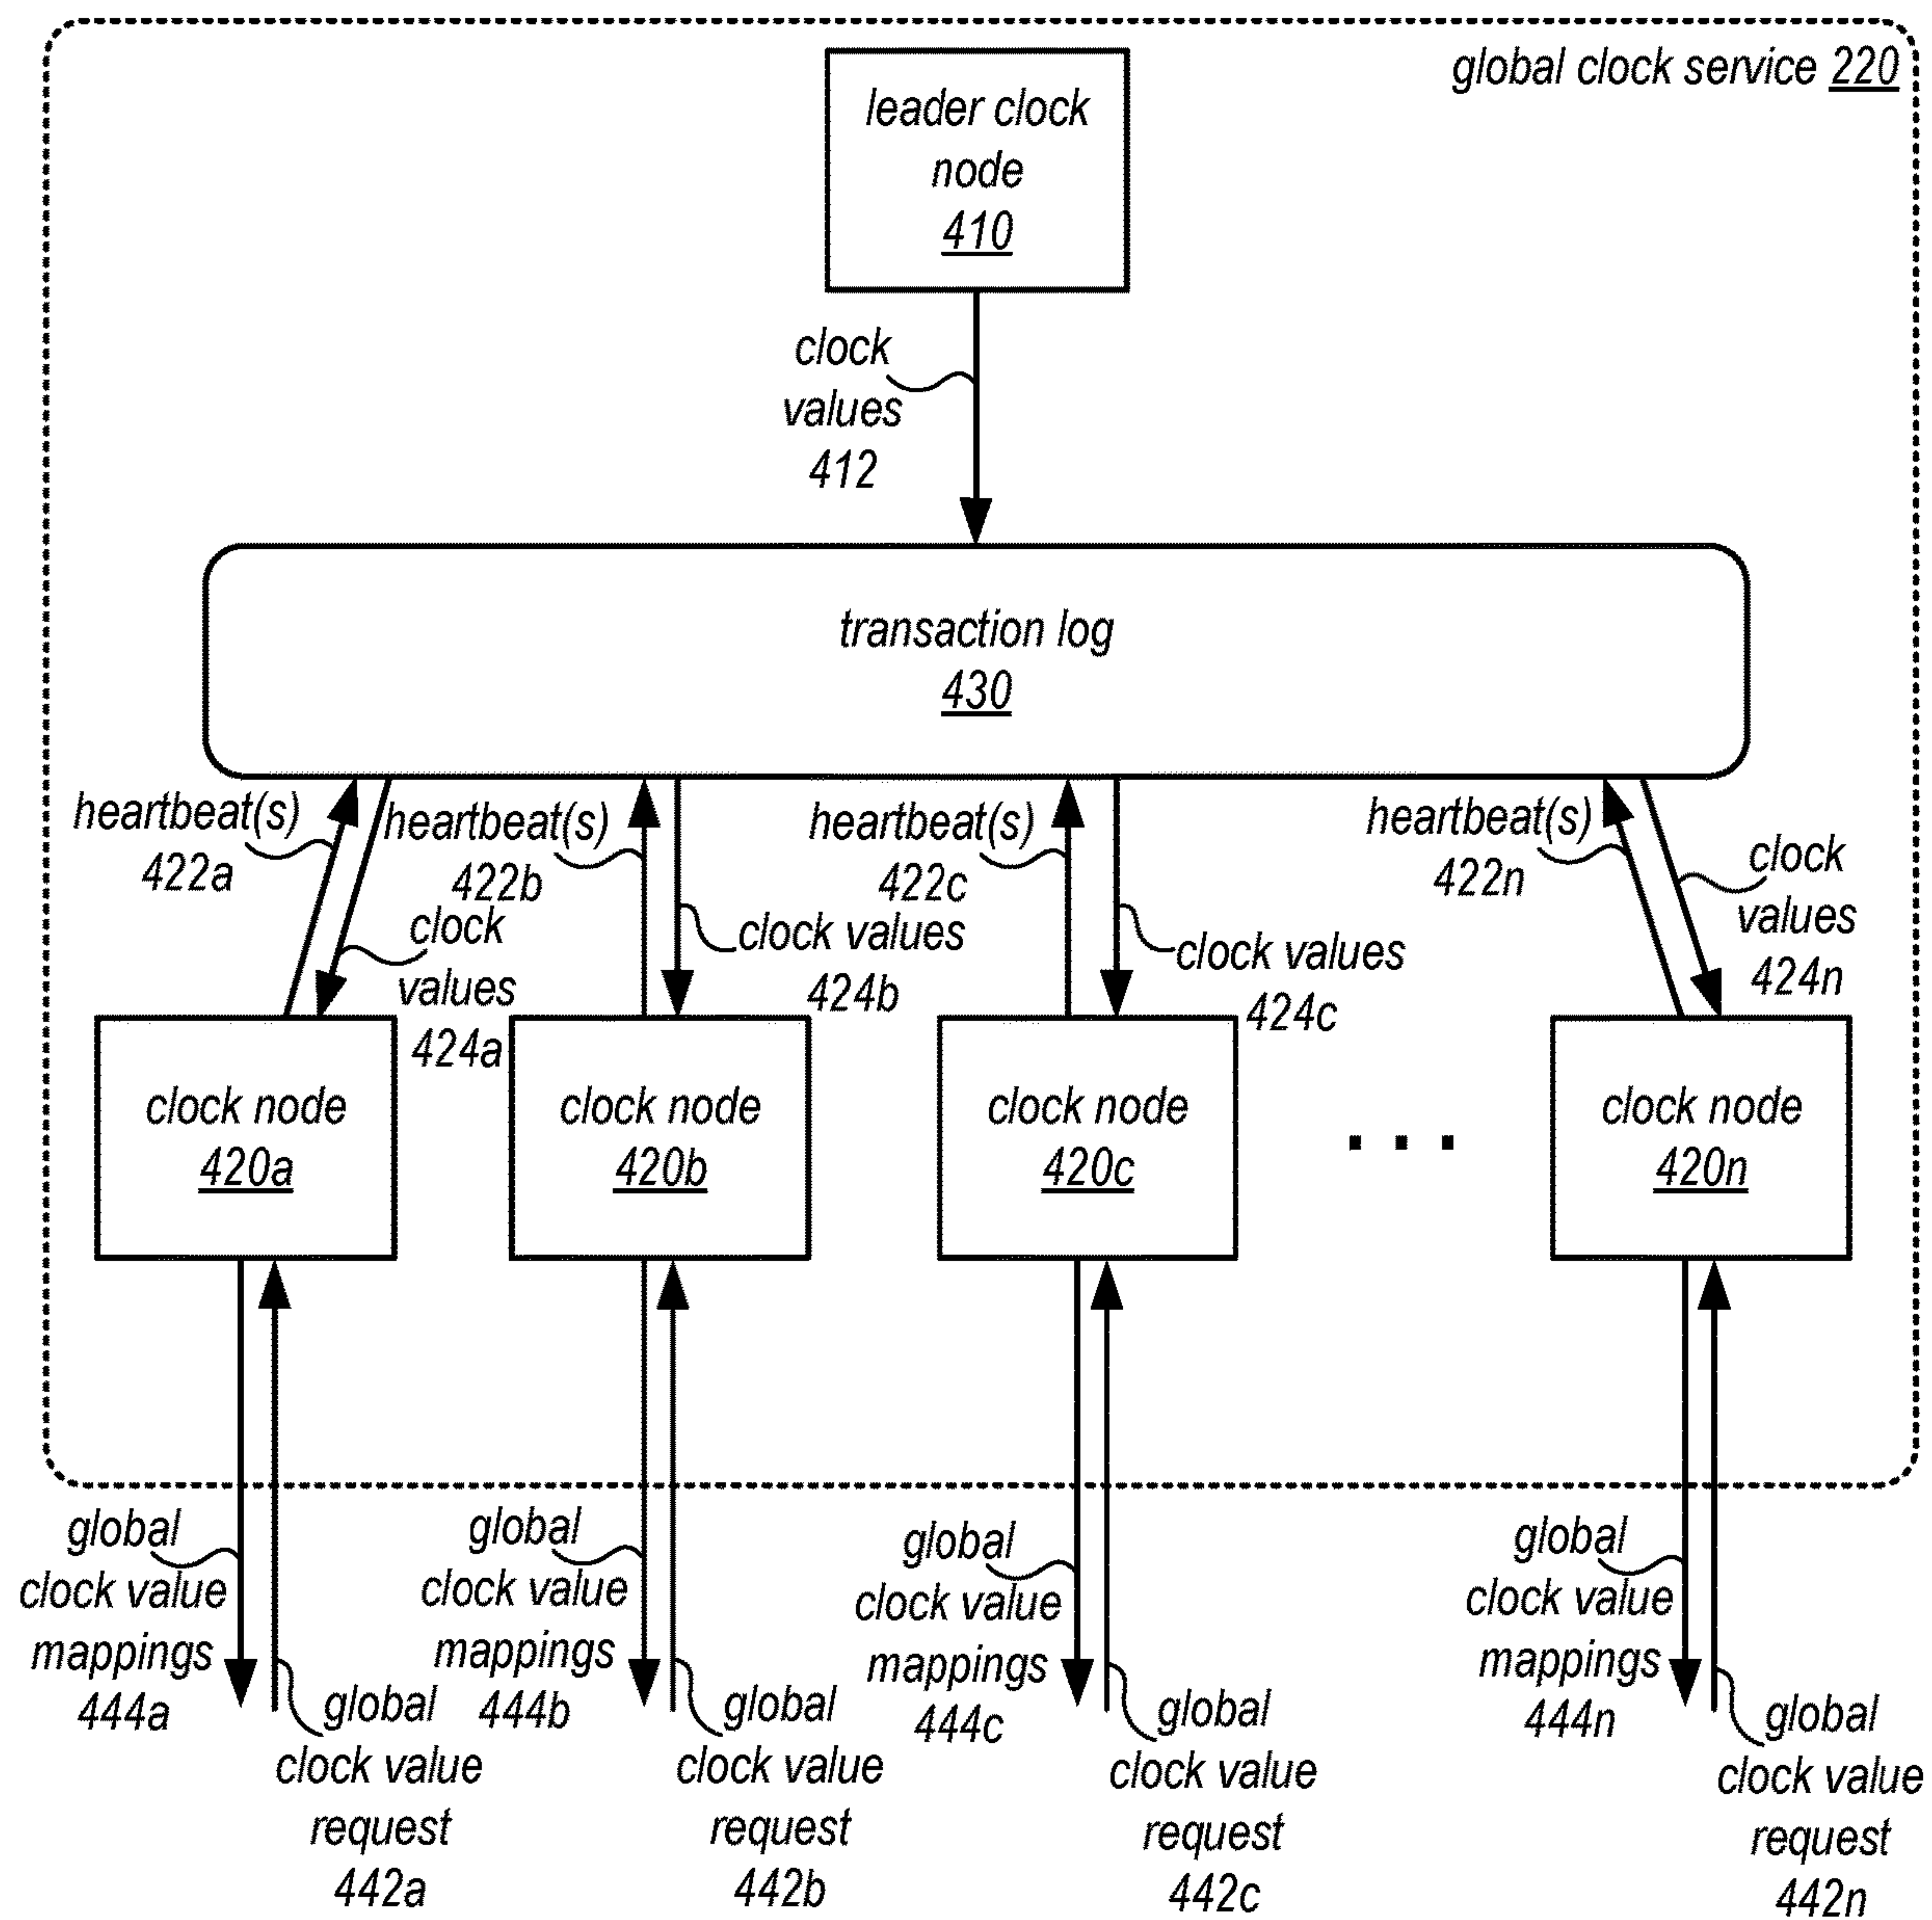 global clock service 220
leader clock
node
410
clock
values
412
transaction log
430
heartbeat(s)
422a
clock
values
424a
heartbeat(s)
422b
clock values
424b
heartbeat(s)
422c
clock values
424c
heartbeat(s)
422n
clock
values
424n
clock node
420a
clock node
420b
clock node
420c
. . .
clock node
420n
global
clock value
mappings
444a
global
clock value
request
442a
global
clock value
mappings
444b
global
clock value
request
442b
global
clock value
mappings
444c
global
clock value
request
442c
global
clock value
mappings
444n
global
clock value
request
442n